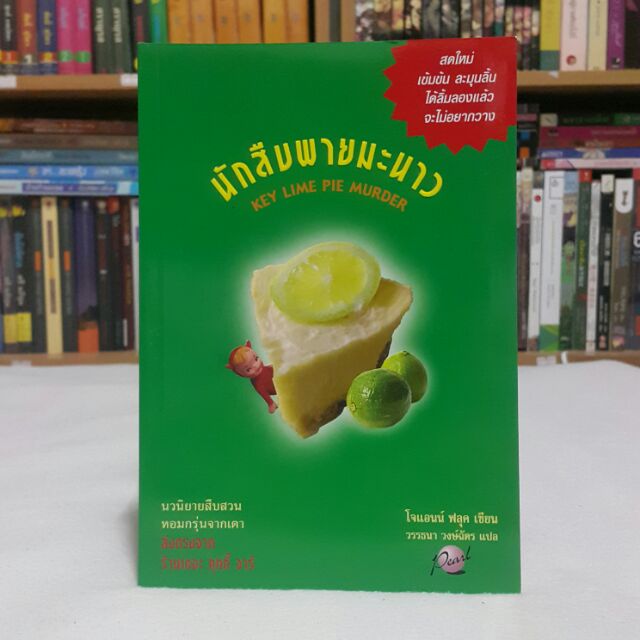 สดใหม่
เข้มข้น ละมุนลิ้น
ได้ลิ้มลองแล้ว
จะไม่อยากวาง
นักสืบพายมะนาว
KEY LIME PIE MURDER
นวนิยายสืบสวน
หอมกรุ่นจากเตา
โจแอนน์ ฟลุค เขียน
วรรธนา วงษ์ฉัตร แปล
Pearl